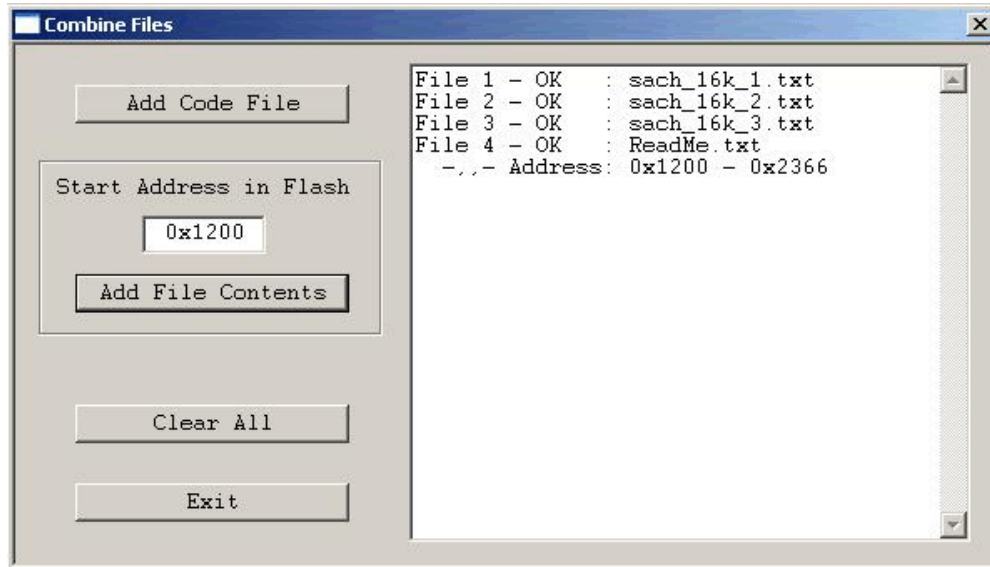 Combine Files
Add Code File
Start Address in Flash
0x1200
Add File Contents
Clear All
Exit
File 1 - OK : sach_16k_1.txt
File 2 - OK : sach_16k_2.txt
File 3 - OK : sach_16k_3.txt
File 4 - OK : ReadMe.txt
-,,- Address: 0x1200 - 0x2366